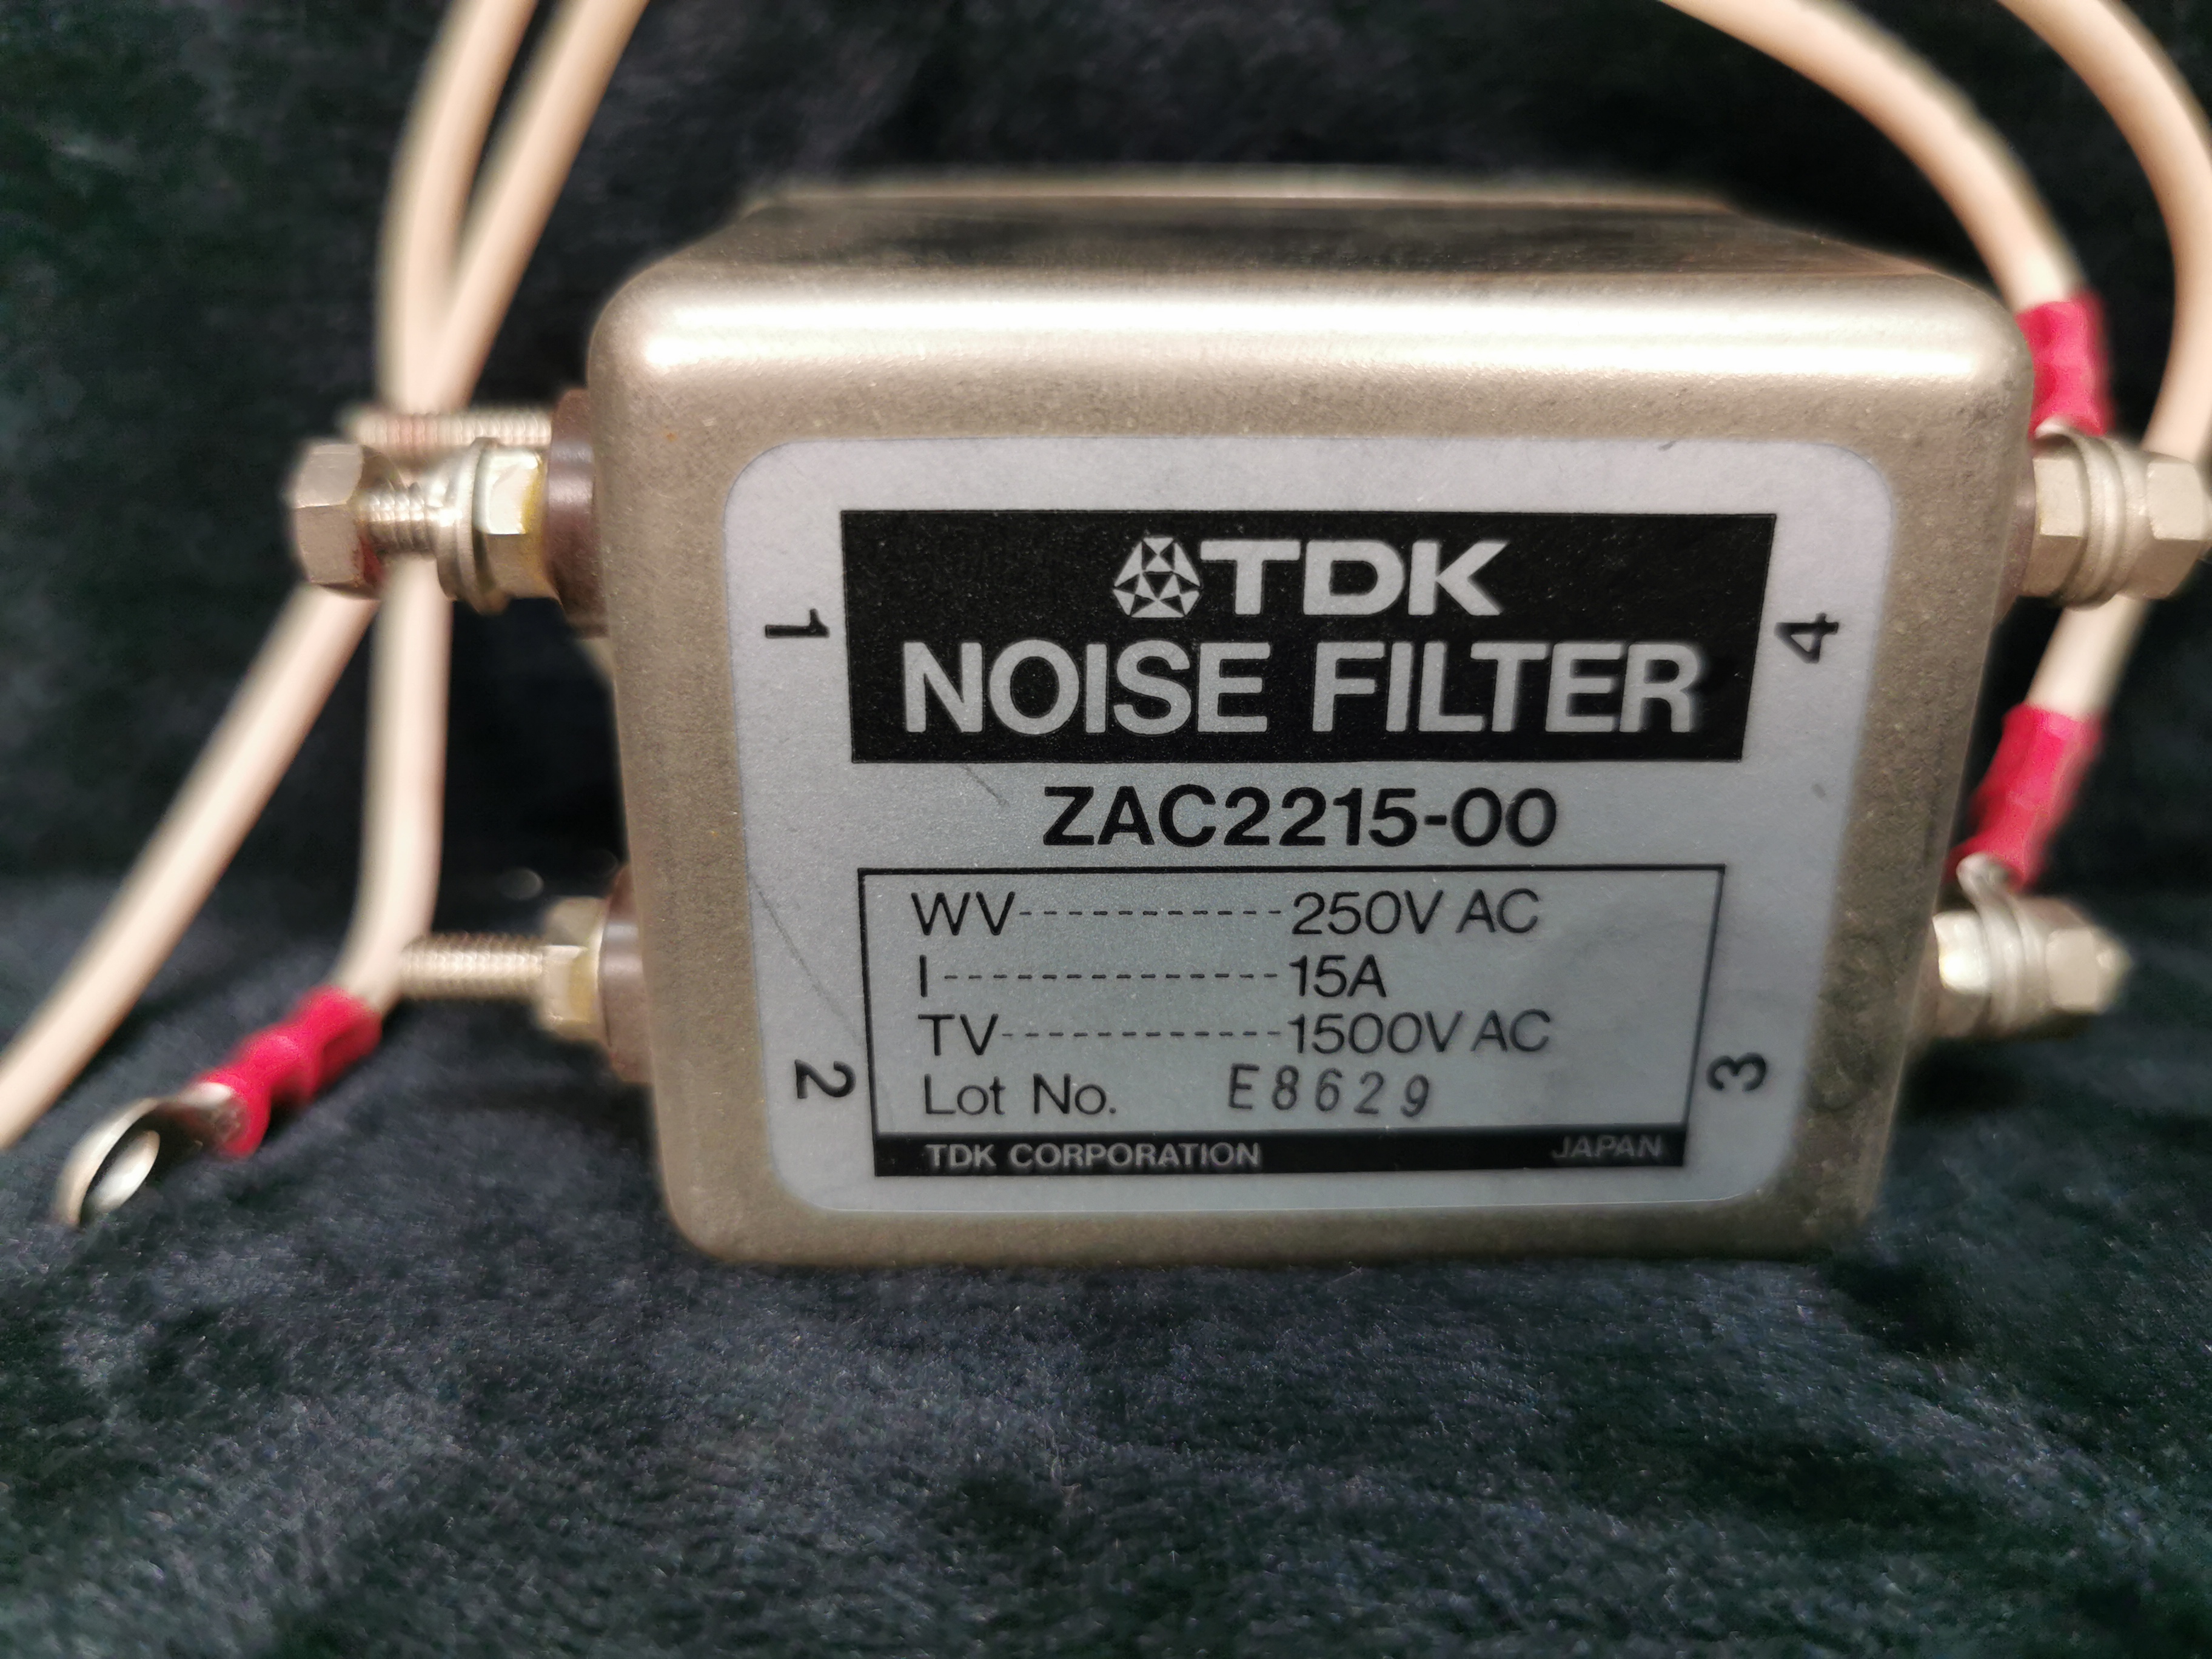 TDK
NOISE FILTER
1
4
ZAC2215-00
WV------------250V AC
I---------------15A
TV-------------1500V AC
Lot No. E8629
2
3
TDK CORPORATION JAPAN